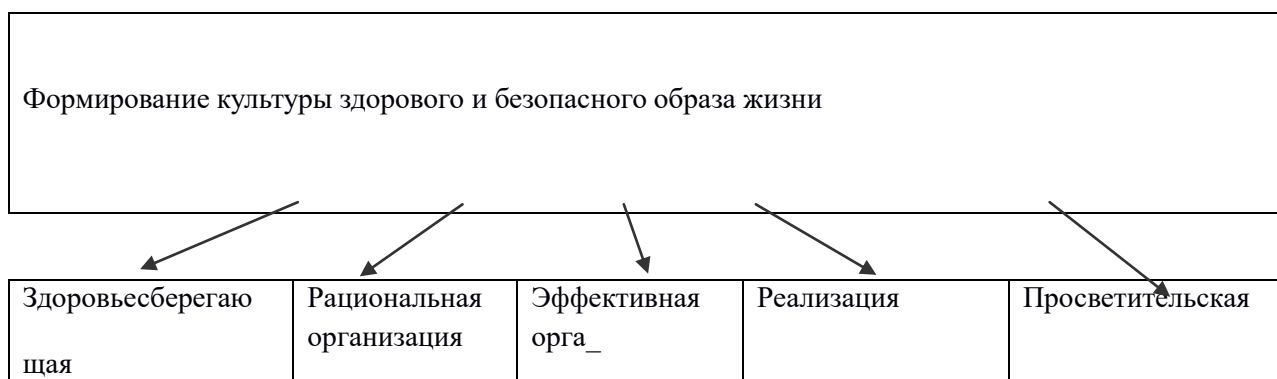 Формирование культуры здорового и безопасного образа жизни
Здоровьесберегаю
щая
Рациональная
организация
Эффективная
орга_
Реализация
Просветительская